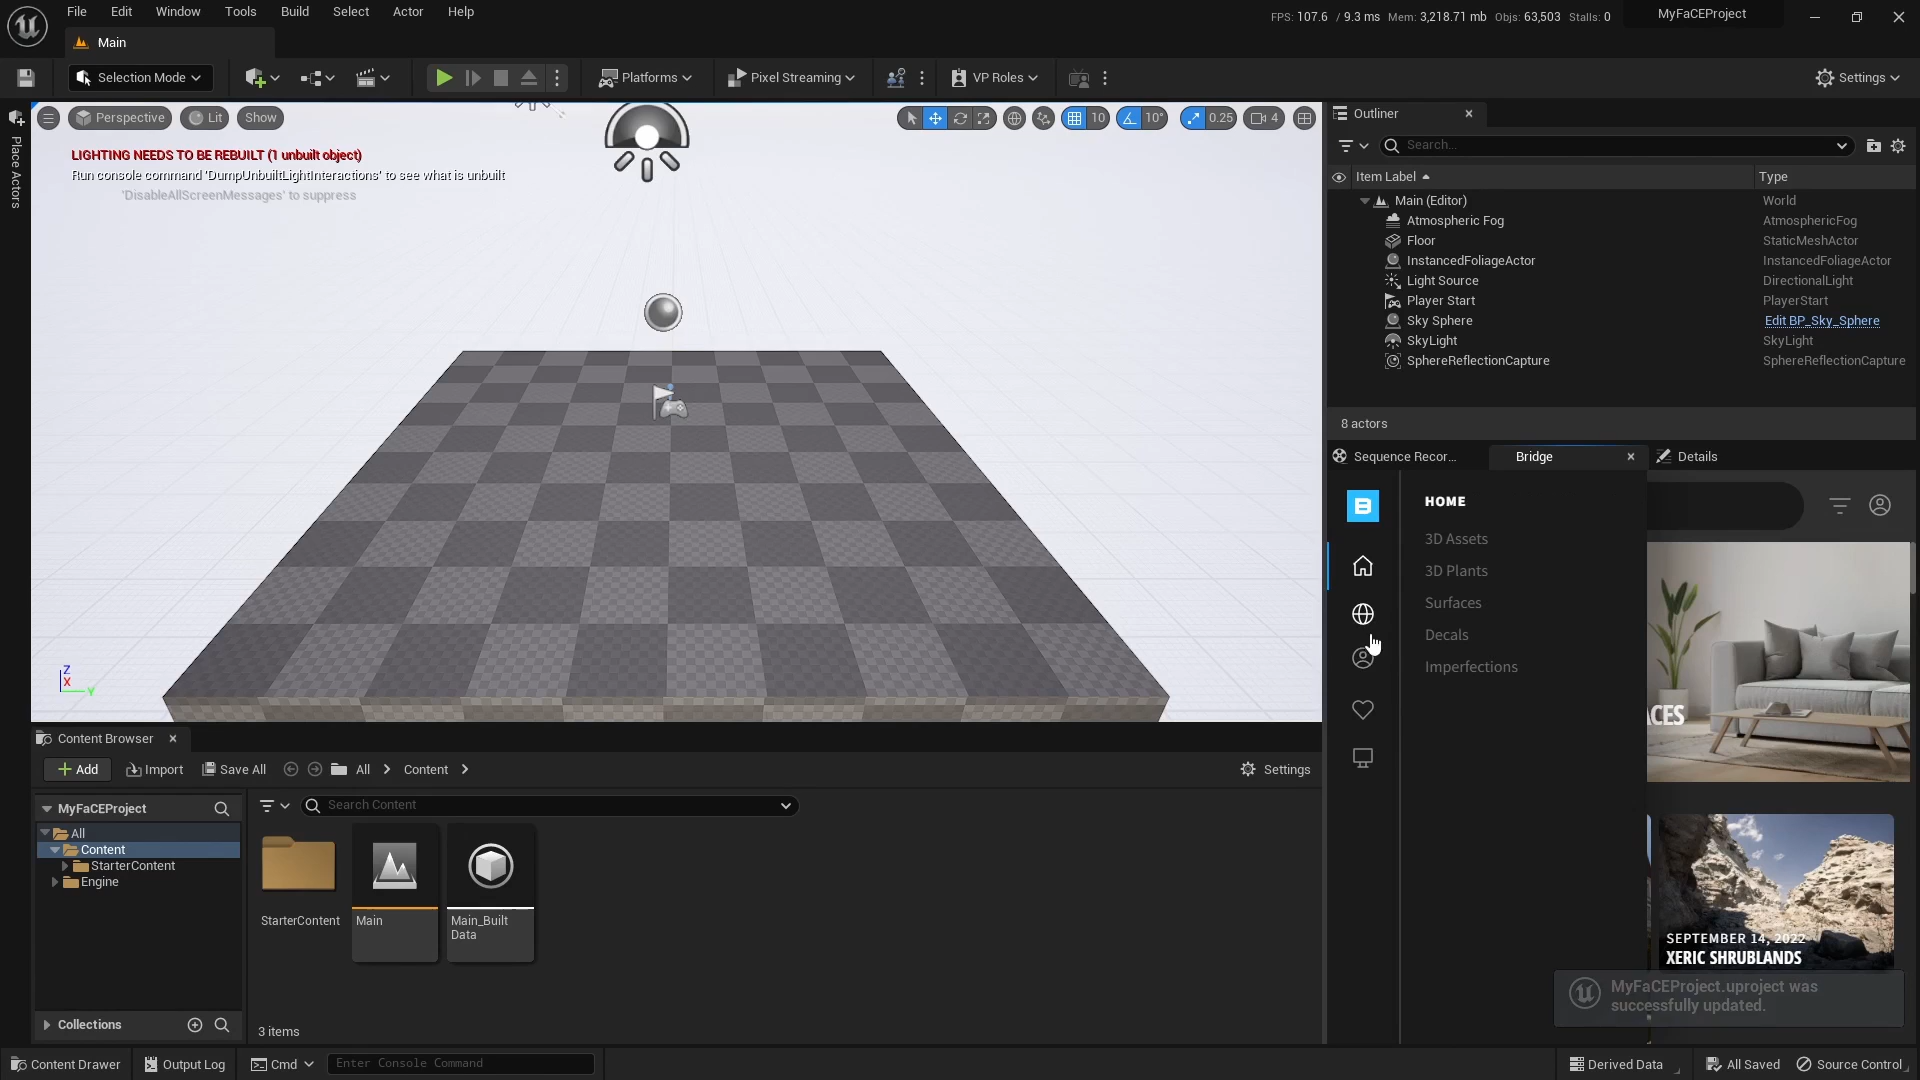 File Edit Window Tools Build Select Actor Help
FPS: 107.6 / 9.3 ms Mem: 3,218.71 mb Objs: 63,503 Stalls: 0
MyFaCEProject
Main
Selection Mode
Platforms
Pixel Streaming
VP Roles
Settings
Place Actors
Perspective
Lit
Show
10
10°
0.25
4
LIGHTING NEEDS TO BE REBUILT (1 unbuilt object)
Run console command 'DumpUnbuiltLightInteractions' to see what is unbuilt
'DisableAllScreenMessages' to suppress
Z
X
Y
Outliner
Search...
Item Label Type
Main (Editor) World
Atmospheric Fog AtmosphericFog
Floor StaticMeshActor
InstancedFoliageActor InstancedFoliageActor
Light Source DirectionalLight
Player Start PlayerStart
Sky Sphere Edit BP_Sky_Sphere
SkyLight SkyLight
SphereReflectionCapture SphereReflectionCapture
8 actors
Sequence Recor... Bridge Details
HOME
3D Assets
3D Plants
Surfaces
Decals
Imperfections
ACES
SEPTEMBER 14, 2022
XERIC SHRUBLANDS
MyFaCEProject.uproject was
successfully updated.
Content Browser
Add Import Save All All Content Settings
MyFaCEProject
All
Content
StarterContent
Engine
Collections
Search Content
StarterContent
Main
Main_Built
Data
3 items
Content Drawer Output Log Cmd Enter Console Command Derived Data All Saved Source Control